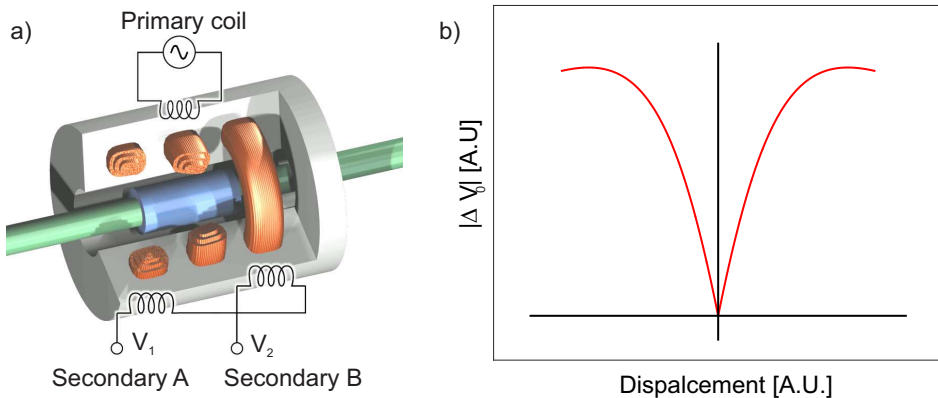 a)
Primary coil
V₁
V₂
Secondary A
Secondary B
b)
|Δ V₀| [A.U]
Dispalcement [A.U.]